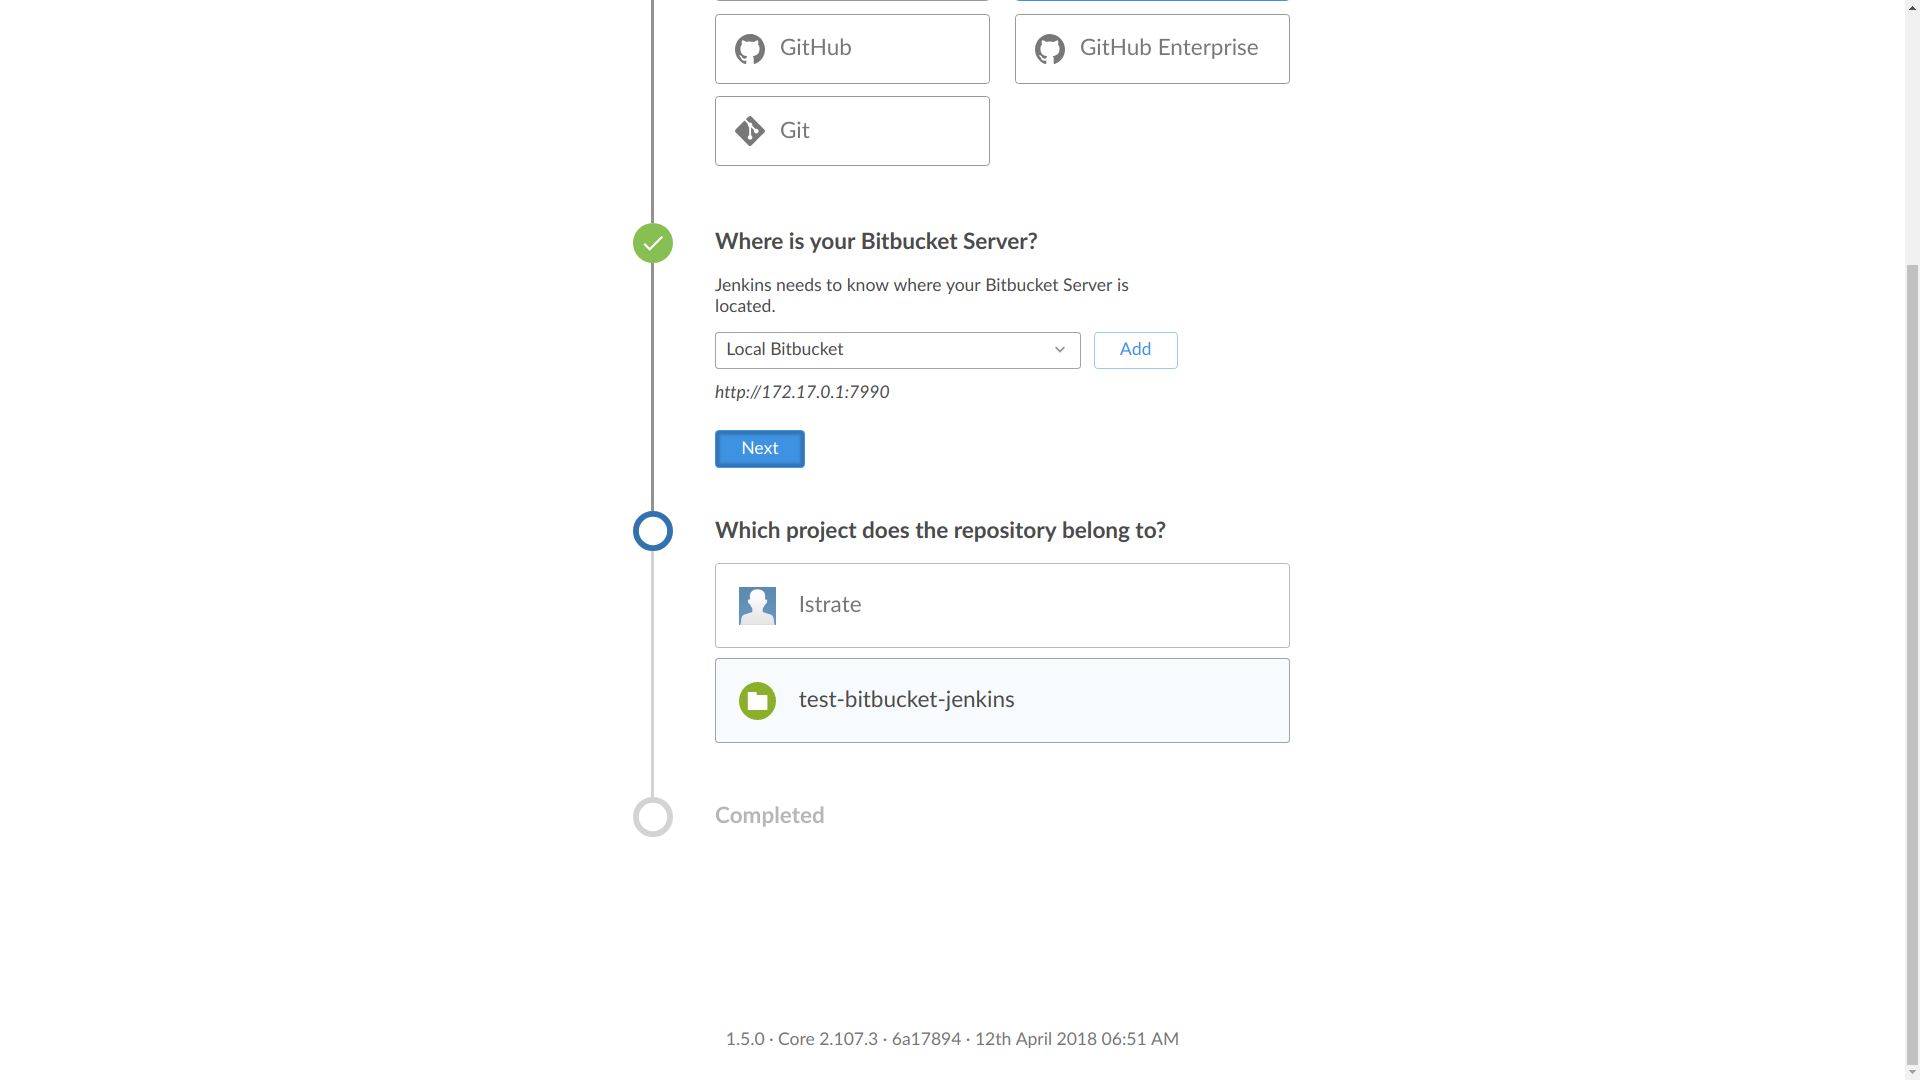 GitHub
GitHub Enterprise
Git
Where is your Bitbucket Server?
Jenkins needs to know where your Bitbucket Server is
located.
Local Bitbucket
Add
http://172.17.0.1:7990
Next
Which project does the repository belong to?
Istrate
test-bitbucket-jenkins
Completed
1.5.0 · Core 2.107.3 · 6a17894 · 12th April 2018 06:51 AM